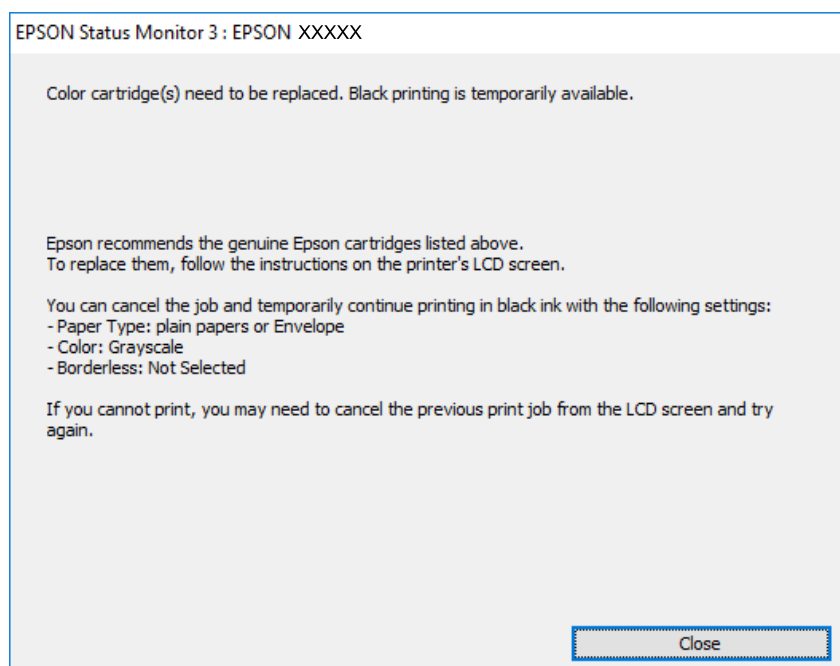 EPSON Status Monitor 3 : EPSON XXXXX
Color cartridge(s) need to be replaced. Black printing is temporarily available.
Epson recommends the genuine Epson cartridges listed above.
To replace them, follow the instructions on the printer's LCD screen.
You can cancel the job and temporarily continue printing in black ink with the following settings:
- Paper Type: plain papers or Envelope
- Color: Grayscale
- Borderless: Not Selected
If you cannot print, you may need to cancel the previous print job from the LCD screen and try
again.
Close